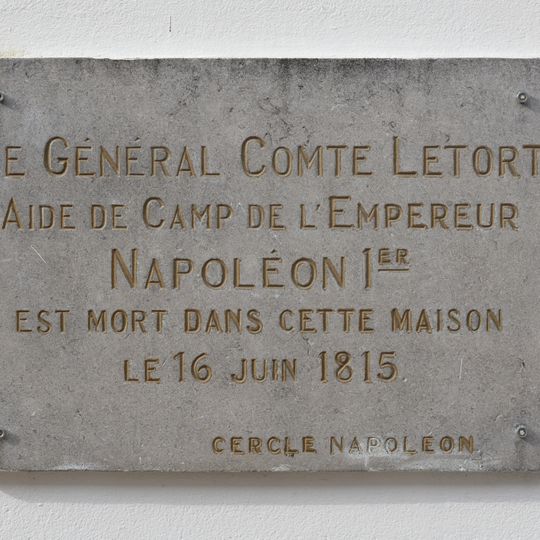 E GÉNÉRAL COMTE LETORT
AIDE DE CAMP DE L'EMPEREUR
NAPOLÉON 1ER
EST MORT DANS CETTE MAISON
LE 16 JUIN 1815
CERCLE NAPOLÉON